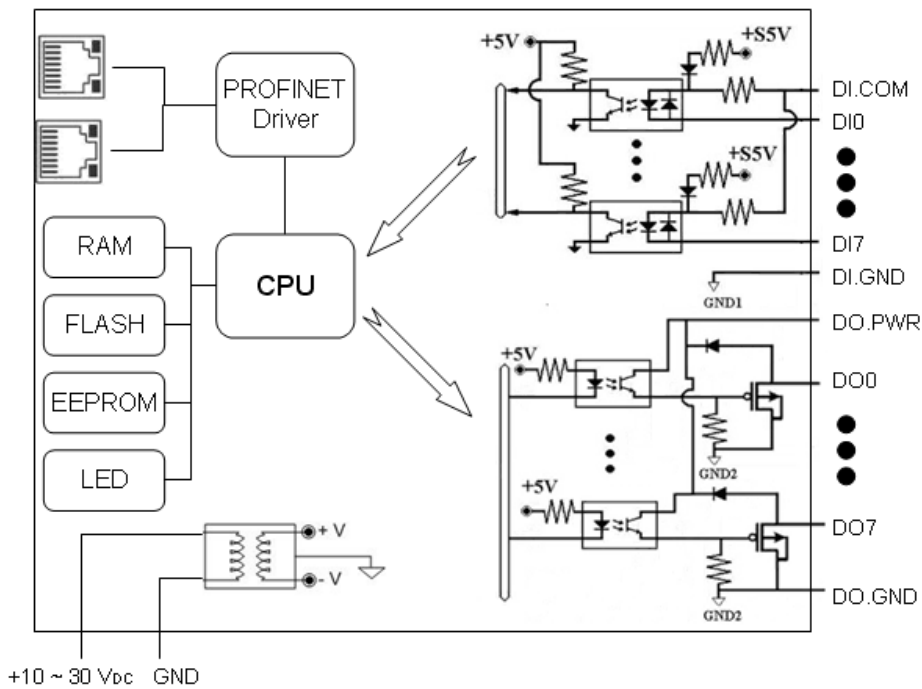 PROFINET
Driver
CPU
RAM
FLASH
EEPROM
LED
+ V
- V
+10 ~ 30 VDC
GND
+5V
+S5V
DI.COM
DI0
+S5V
DI7
DI.GND
GND1
DO.PWR
+5V
DO0
GND2
+5V
DO7
GND2
DO.GND